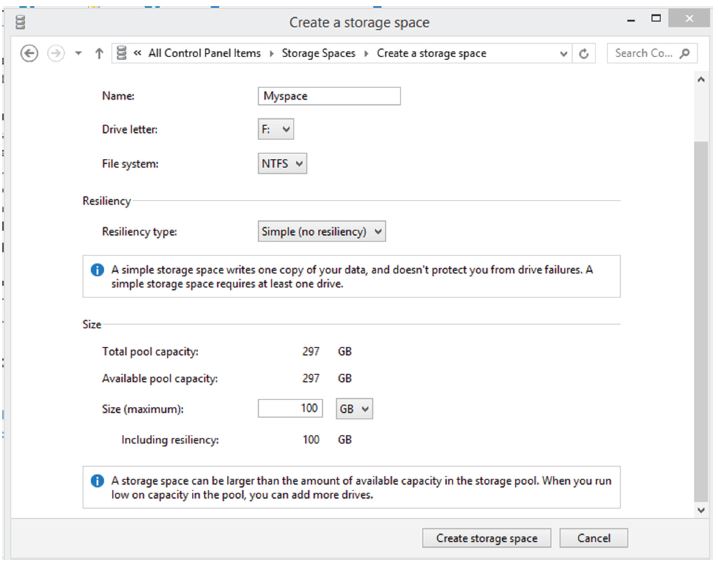 Create a storage space
« All Control Panel Items ▸ Storage Spaces ▸ Create a storage space
Search Co...
Name: Myspace
Drive letter: F:
File system: NTFS
Resiliency
Resiliency type: Simple (no resiliency)
A simple storage space writes one copy of your data, and doesn't protect you from drive failures. A
simple storage space requires at least one drive.
Size
Total pool capacity: 297 GB
Available pool capacity: 297 GB
Size (maximum): 100 GB
Including resiliency: 100 GB
A storage space can be larger than the amount of available capacity in the storage pool. When you run
low on capacity in the pool, you can add more drives.
Create storage space Cancel